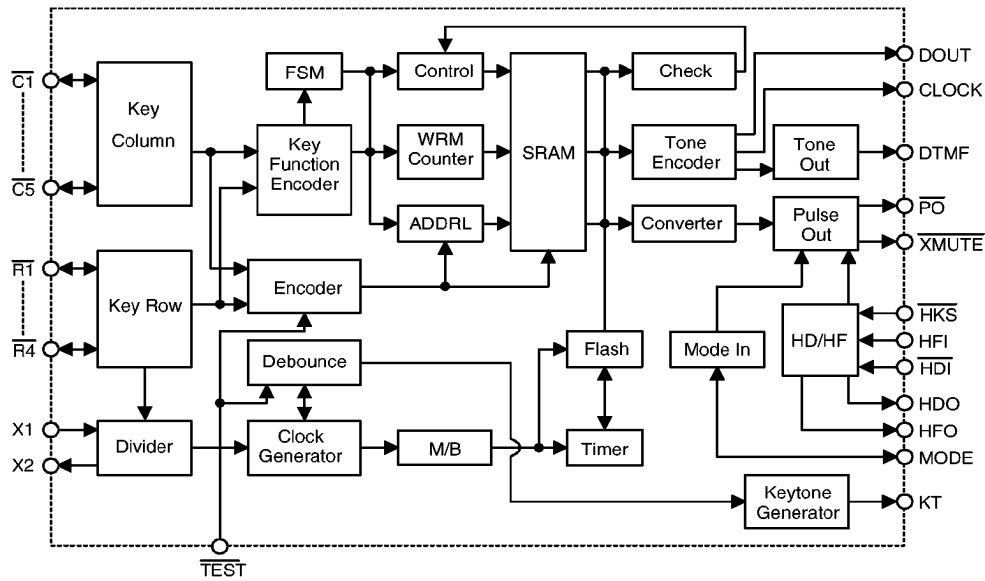 C1
C5
R1
R4
X1
X2
TEST
Key
Column
Key Row
Divider
FSM
Key
Function
Encoder
Encoder
Debounce
Clock
Generator
Control
WRM
Counter
ADDRL
M/B
SRAM
Flash
Timer
Check
Tone
Encoder
Converter
Mode In
Tone
Out
Pulse
Out
HD/HF
Keytone
Generator
DOUT
CLOCK
DTMF
PO
XMUTE
HKS
HFI
HDI
HDO
HFO
MODE
KT